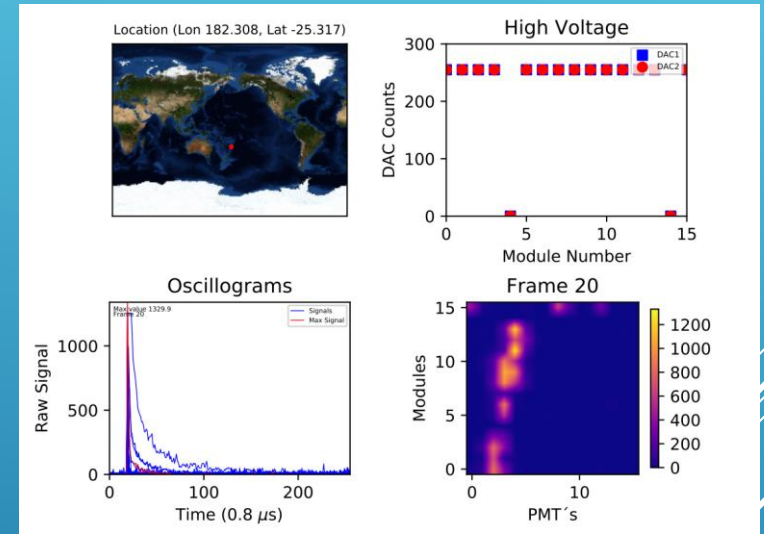 Location (Lon 182.308, Lat -25.317)
High Voltage
DAC Counts
300
200
100
0
0 5 10 15
Module Number
DAC1
DAC2
Oscillograms
Max value 1329.9
Frame 20
Signals
Max Signal
Raw Signal
1000
500
0
0 100 200
Time (0.8 μs)
Frame 20
Modules
15
10
5
0
0 10
PMT´s
1200
1000
800
600
400
200
0